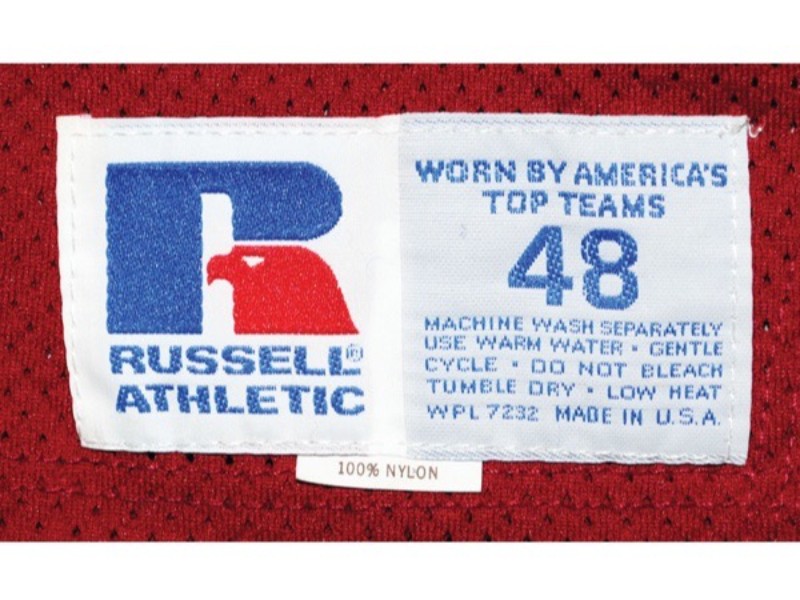 RUSSELL®
ATHLETIC
WORN BY AMERICA'S
TOP TEAMS
48
MACHINE WASH SEPARATELY
USE WARM WATER • GENTLE
CYCLE • DO NOT BLEACH
TUMBLE DRY • LOW HEAT
WPL 7232 MADE IN U.S.A.
100% NYLON